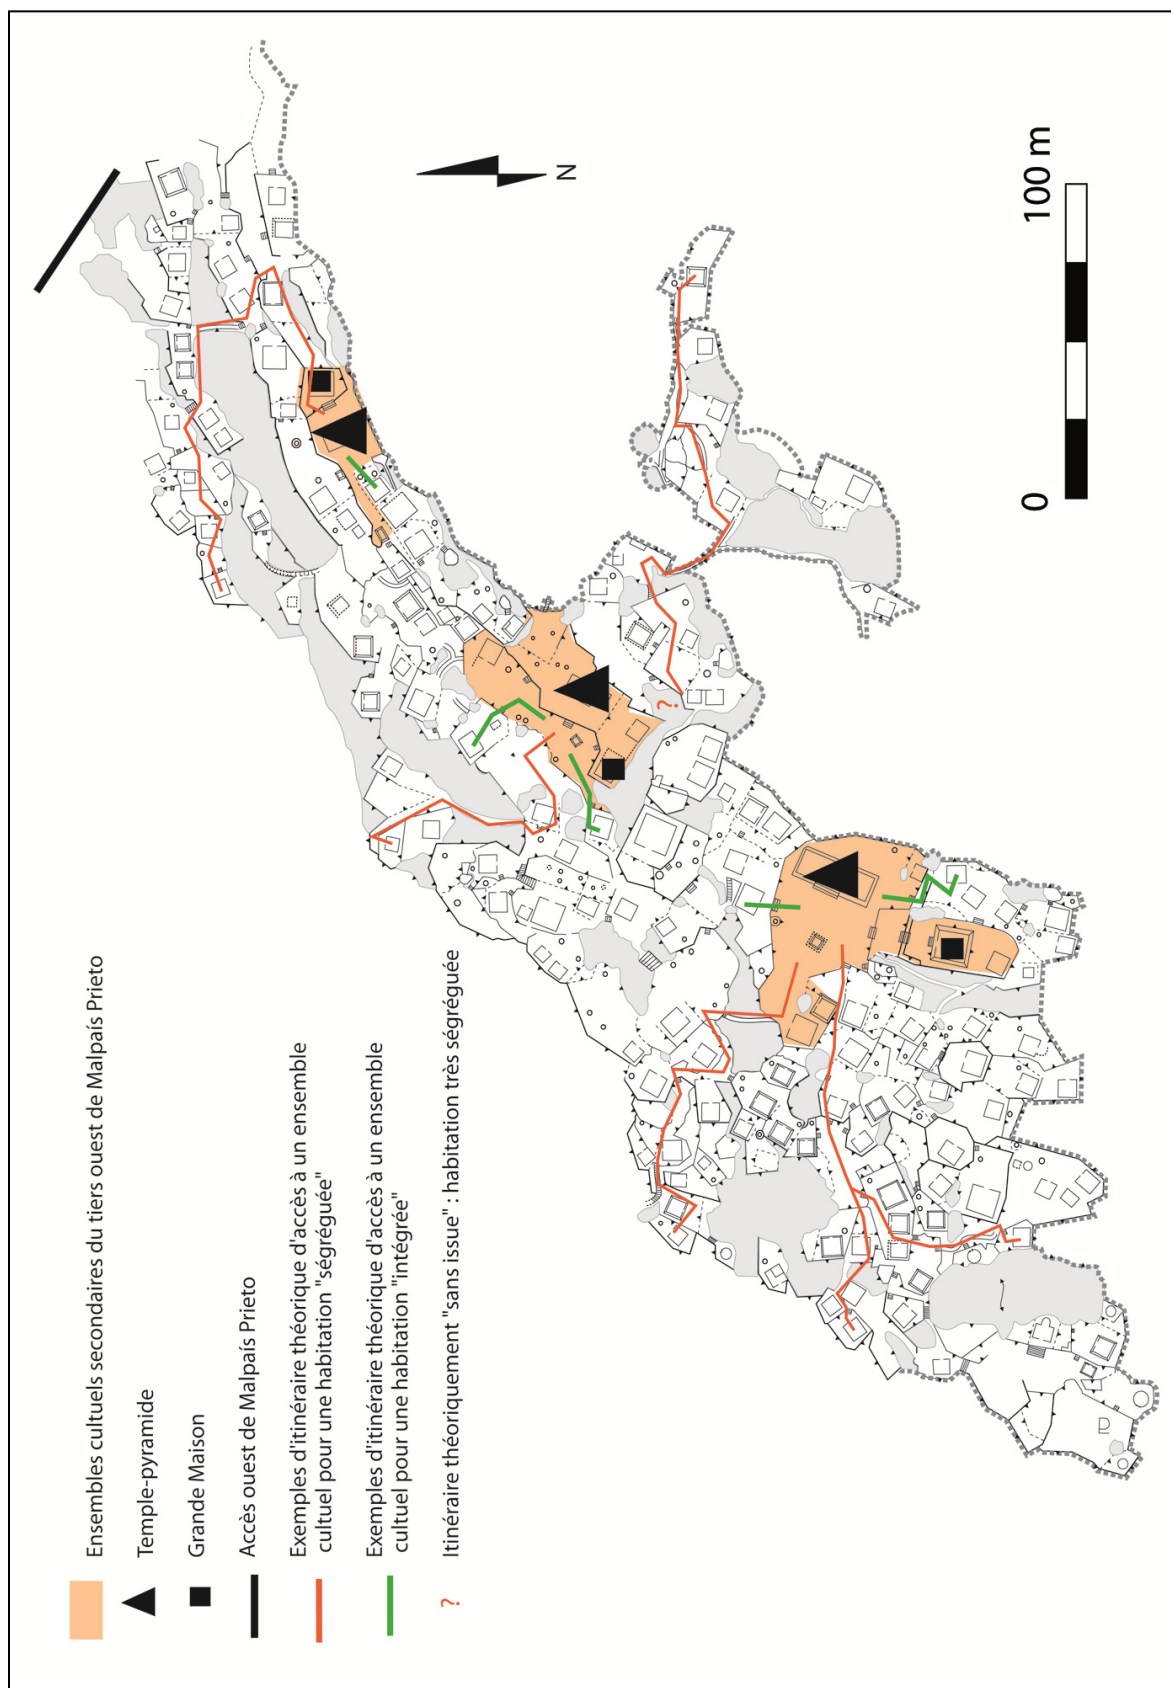 Ensembles cultuels secondaires du tiers ouest de Malpaís Prieto
Temple-pyramide
Grande Maison
Accès ouest de Malpaís Prieto
Exemples d'itinéraire théorique d'accès à un ensemble
cultuel pour une habitation "ségréguée"
Exemples d'itinéraire théorique d'accès à un ensemble
cultuel pour une habitation "intégrée"
?
Itinéraire théoriquement "sans issue" : habitation très ségréguée
?
N
0
100 m